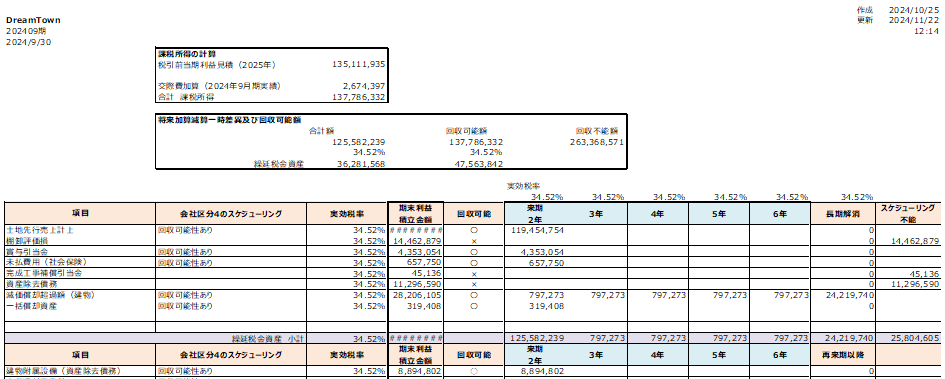 作成 2024/10/25
DreamTown 更新 2024/11/22
202409期 12:14
2024/9/30
課税所得の計算
税引前当期利益見積（2025年） 135,111,935
交際費加算（2024年9月期実績） 2,674,397
合計 課税所得 137,786,332
将来加算減算一時差異及び回収可能額
合計額 回収可能額 回収不能額
125,582,239 137,786,332 263,368,571
34.52% 34.52%
繰延税金資産 36,281,568 47,563,842
実効税率
34.52% 34.52% 34.52% 34.52% 34.52% 34.52%
項目 会社区分4のスケジューリング 実効税率 期末利益積立金額 回収可能 来期2年 3年 4年 5年 6年 長期解消 スケジューリング不能
土地先行売上計上 回収可能性あり 34.52% ######## ○ 119,454,754 0
棚卸評価損 34.52% 14,462,879 × 0 14,462,879
賞与引当金 回収可能性あり 34.52% 4,353,054 ○ 4,353,054 0
未払費用（社会保険） 回収可能性あり 34.52% 657,750 ○ 657,750 0
完成工事補償引当金 34.52% 45,136 × 0 45,136
資産除去債務 34.52% 11,296,590 × 0 11,296,590
減価償却超過額（建物） 回収可能性あり 34.52% 28,206,105 ○ 797,273 797,273 797,273 797,273 797,273 24,219,740
一括償却資産 回収可能性あり 34.52% 319,408 ○ 319,408 0
繰延税金資産 小計 34.52% ######## 125,582,239 797,273 797,273 797,273 797,273 24,219,740 25,804,605
項目 会社区分4のスケジューリング 実効税率 期末利益積立金額 回収可能 来期2年 3年 4年 5年 6年 再来期以降
建物附属設備（資産除去債務） 回収可能性あり 34.52% 8,894,802 ○ 8,894,802 0